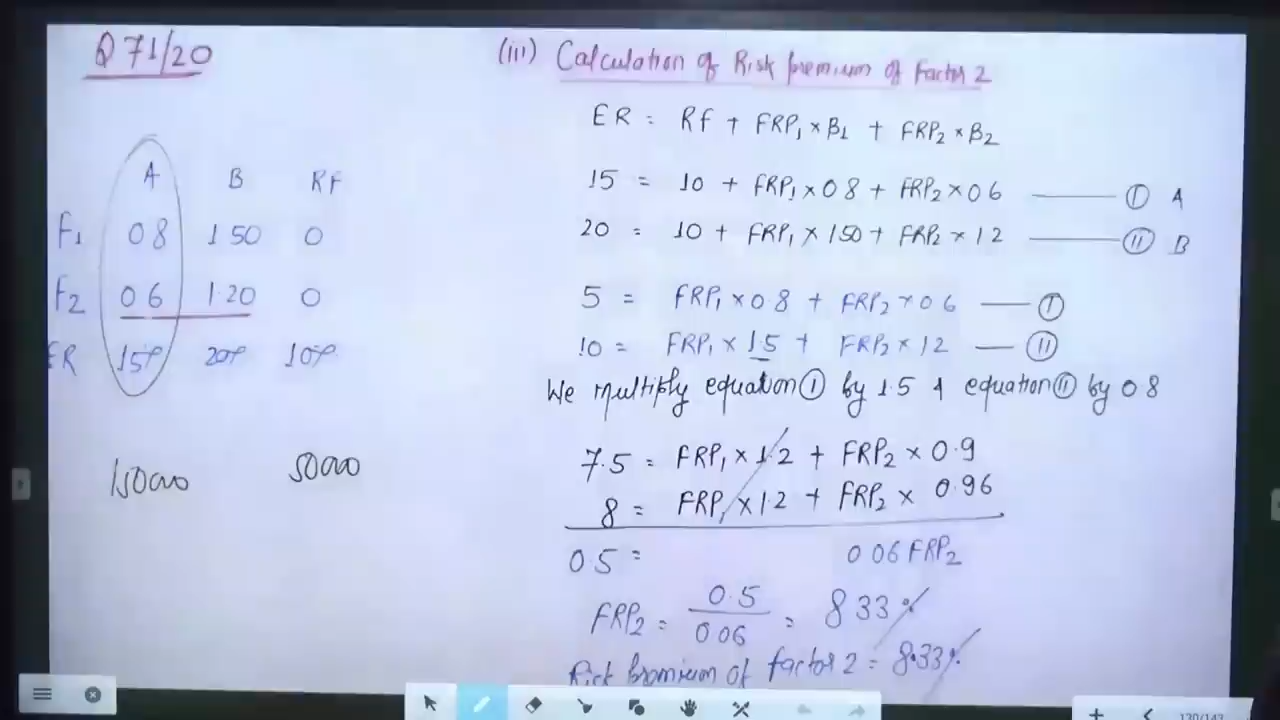 Q 71/20
A B RF
F1 0.8 1.50 0
F2 0.6 1.20 0
ER 15% 20% 10%
(iii) Calculation of Risk premium of Factor 2
ER = RF + FRP1 × B1 + FRP2 × B2
15 = 10 + FRP1 × 0.8 + FRP2 × 0.6 —— I A
20 = 10 + FRP1 × 1.50 + FRP2 × 1.2 —— II B
5 = FRP1 × 0.8 + FRP2 × 0.6 — I
10 = FRP1 × 1.5 + FRP2 × 1.2 — II
We multiply equation I by 1.5 & equation II by 0.8
7.5 = FRP1 × 1.2 + FRP2 × 0.9
8 = FRP1 × 1.2 + FRP2 × 0.96
0.5 = 0.06 FRP2
FRP2 = 0.5 / 0.06 = 8.33%
Risk premium of factor 2 = 8.33%
130/143